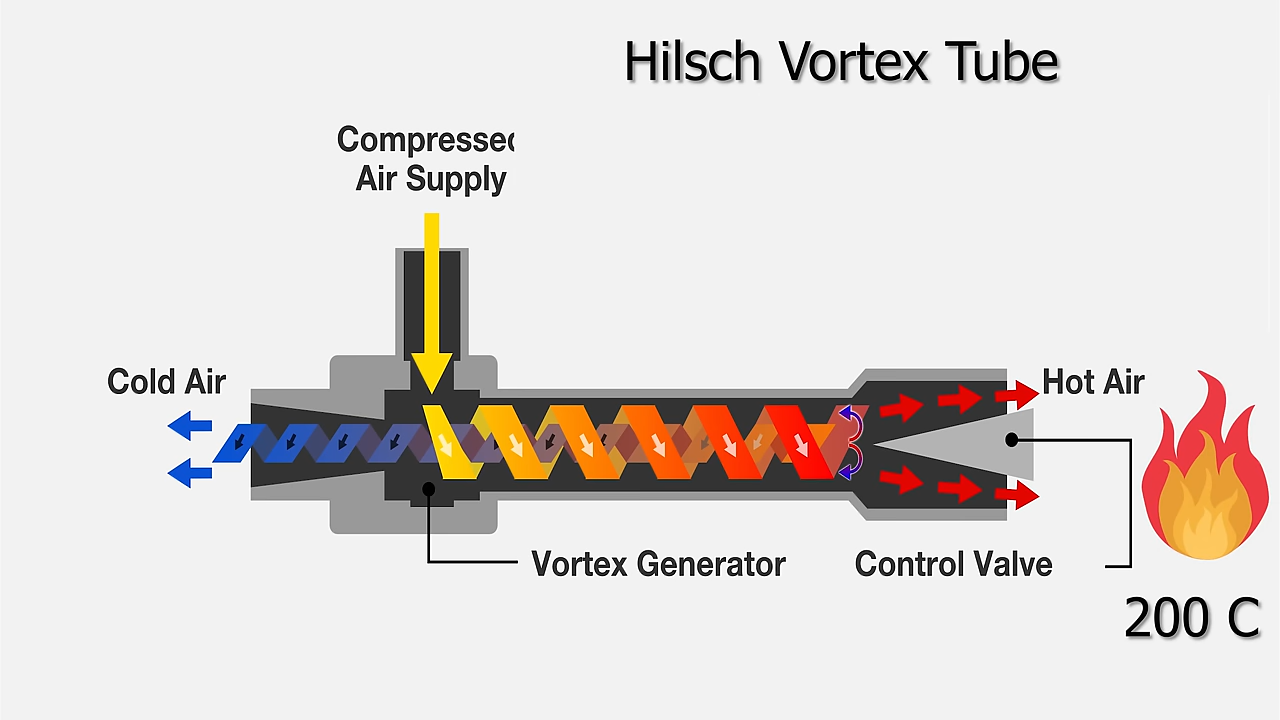 Hilsch Vortex Tube
Compressed
Air Supply
Cold Air
Hot Air
Vortex Generator
Control Valve
200 C